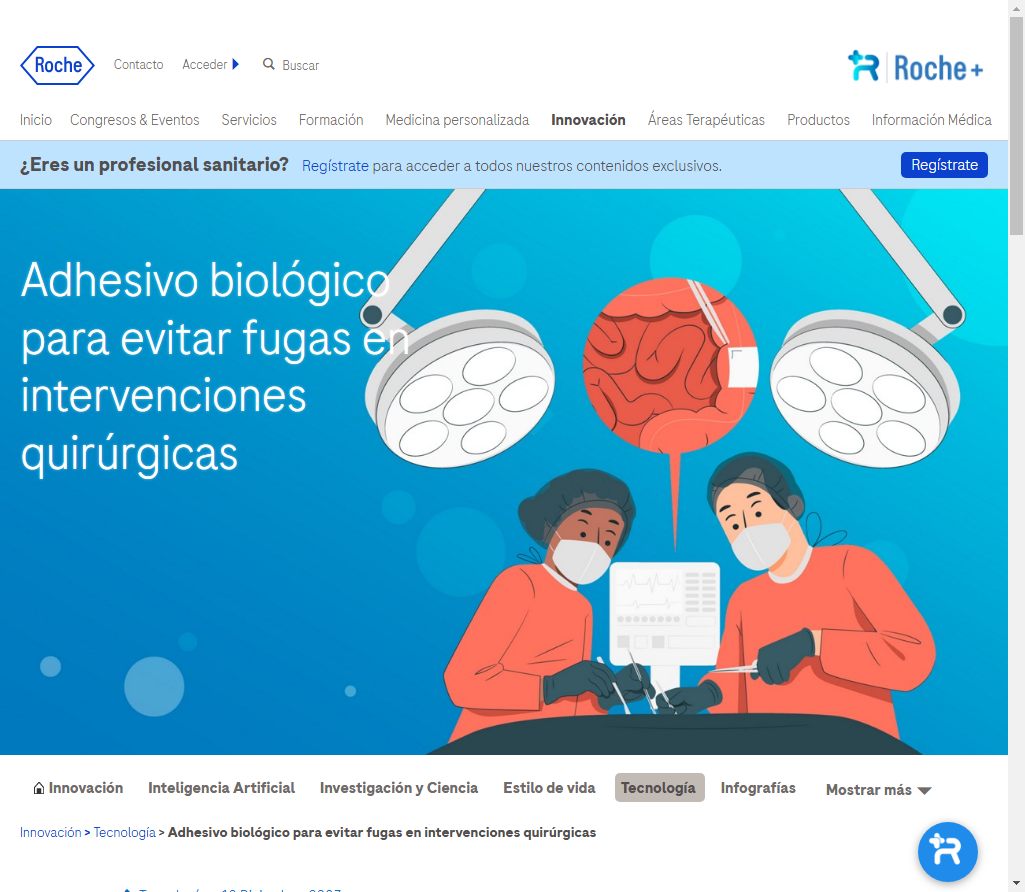 Roche
Contacto
Acceder
Buscar
Roche+
Inicio
Congresos & Eventos
Servicios
Formación
Medicina personalizada
Innovación
Áreas Terapéuticas
Productos
Información Médica
¿Eres un profesional sanitario?
Regístrate para acceder a todos nuestros contenidos exclusivos.
Regístrate
Adhesivo biológico
para evitar fugas en
intervenciones
quirúrgicas
Innovación
Inteligencia Artificial
Investigación y Ciencia
Estilo de vida
Tecnología
Infografías
Mostrar más
Innovación > Tecnología > Adhesivo biológico para evitar fugas en intervenciones quirúrgicas